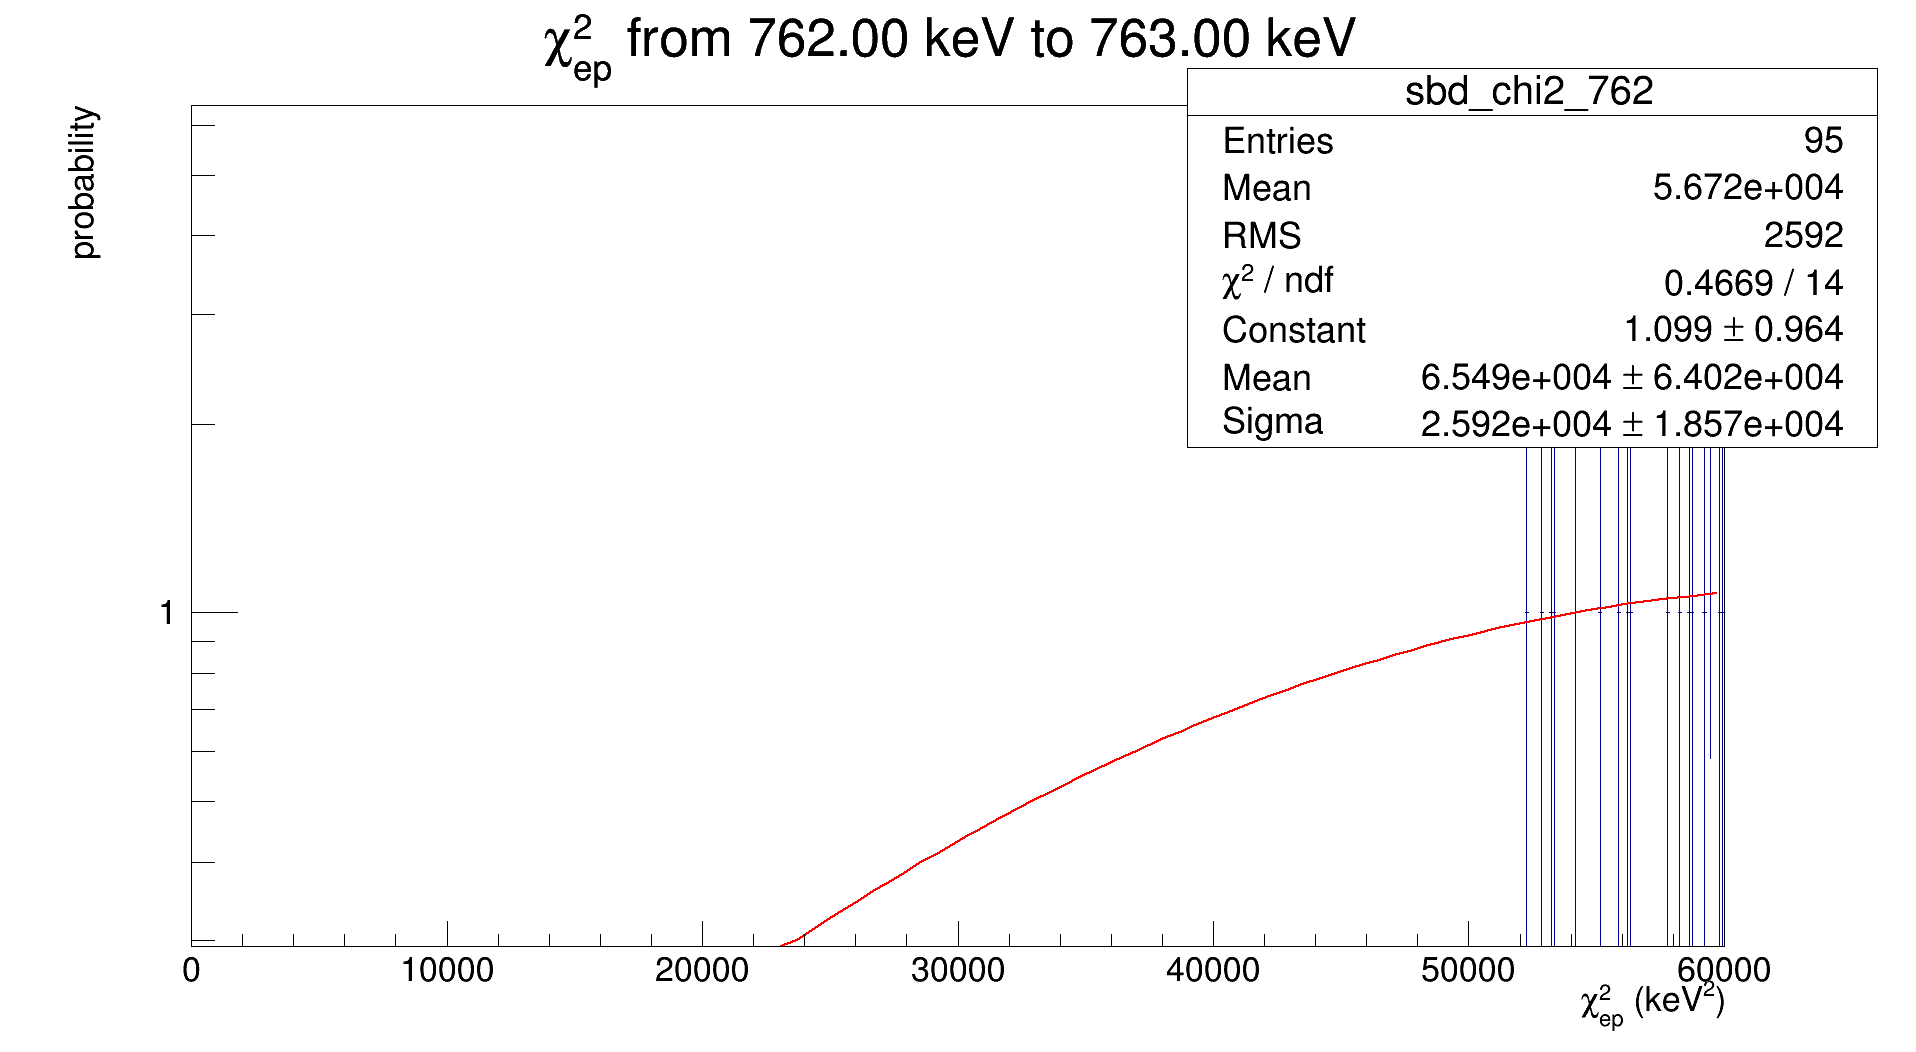 χ²ep from 762.00 keV to 763.00 keV
probability
sbd_chi2_762
Entries 95
Mean 5.672e+004
RMS 2592
χ² / ndf 0.4669 / 14
Constant 1.099 ± 0.964
Mean 6.549e+004 ± 6.402e+004
Sigma 2.592e+004 ± 1.857e+004
1
0 10000 20000 30000 40000 50000 60000
χ²ep (keV²)